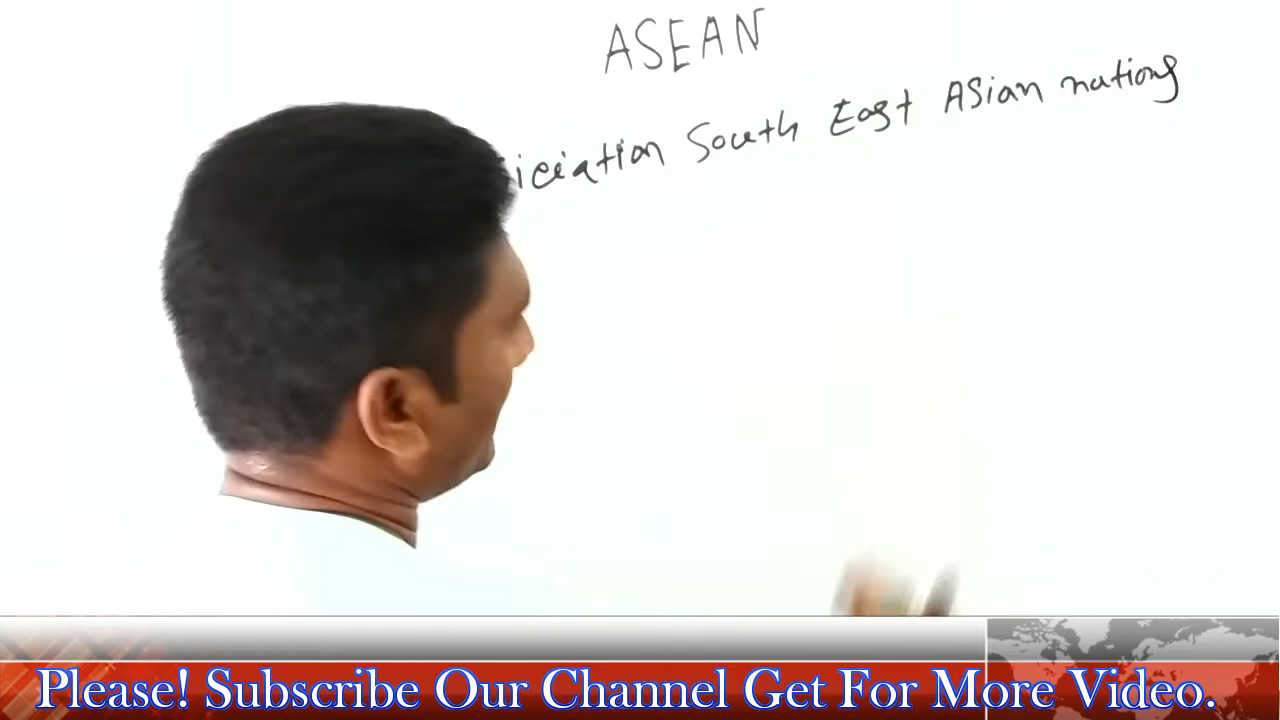 ASEAN
iciation South East Asian nations
Please! Subscribe Our Channel Get For More Video.